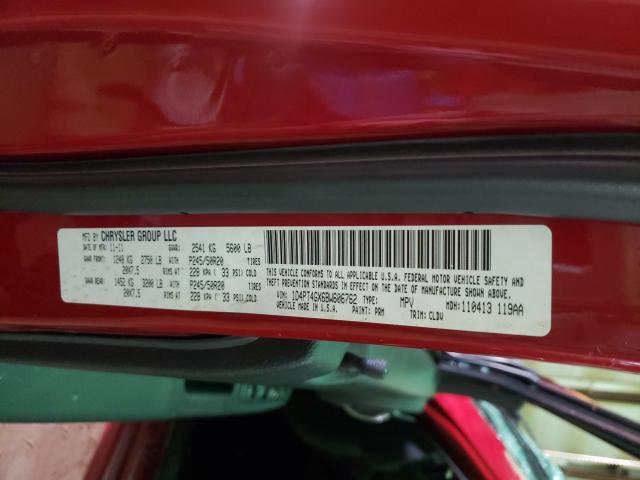 MFD BY CHRYSLER GROUP LLC
DATE OF MFR: 11-11 GVWR: 2541 KG 5600 LB
GAWR FRONT: 1248 KG 2750 LB P245/50R20 TIRES
20X7.5 RIMS AT 228 KPA ( 33 PSI) COLD
GAWR REAR: 1452 KG 3200 LB P245/50R20 TIRES
20X7.5 RIMS AT 228 KPA ( 33 PSI) COLD
THIS VEHICLE CONFORMS TO ALL APPLICABLE U.S.A. FEDERAL MOTOR VEHICLE SAFETY AND
THEFT PREVENTION STANDARDS IN EFFECT ON THE DATE OF MANUFACTURE SHOWN ABOVE.
VIN: 1D4PT4GX6BW606762 TYPE: MPV MDH: 110413 119AA
VEHICLE MADE IN U.S.A. PAINT: PRM TRIM: CLDV